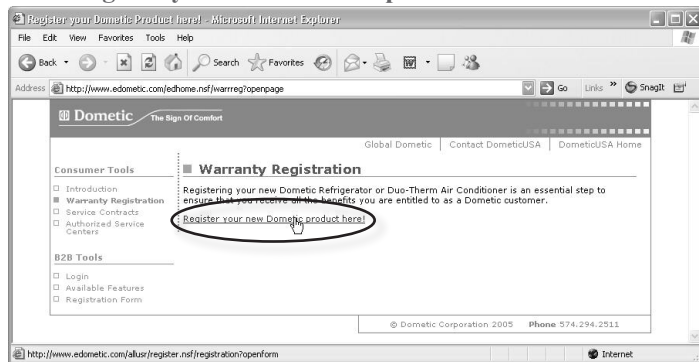 Register your Dometic Product here! - Microsoft Internet Explorer
File Edit View Favorites Tools Help
Back Search Favorites
Address http://www.edometic.com/edhome.nsf/warrreg?openpage Go Links » SnagIt
Dometic The Sign Of Comfort
Global Dometic Contact DometicUSA DometicUSA Home
Consumer Tools
Introduction
Warranty Registration
Service Contracts
Authorized Service
Centers
B2B Tools
Login
Available Features
Registration Form
Warranty Registration
Registering your new Dometic Refrigerator or Duo-Therm Air Conditioner is an essential step to
ensure that you receive all the benefits you are entitled to as a Dometic customer.
Register your new Dometic product here!
© Dometic Corporation 2005 Phone 574.294.2511
http://www.edometic.com/allusr/register.nsf/registration?openform Internet